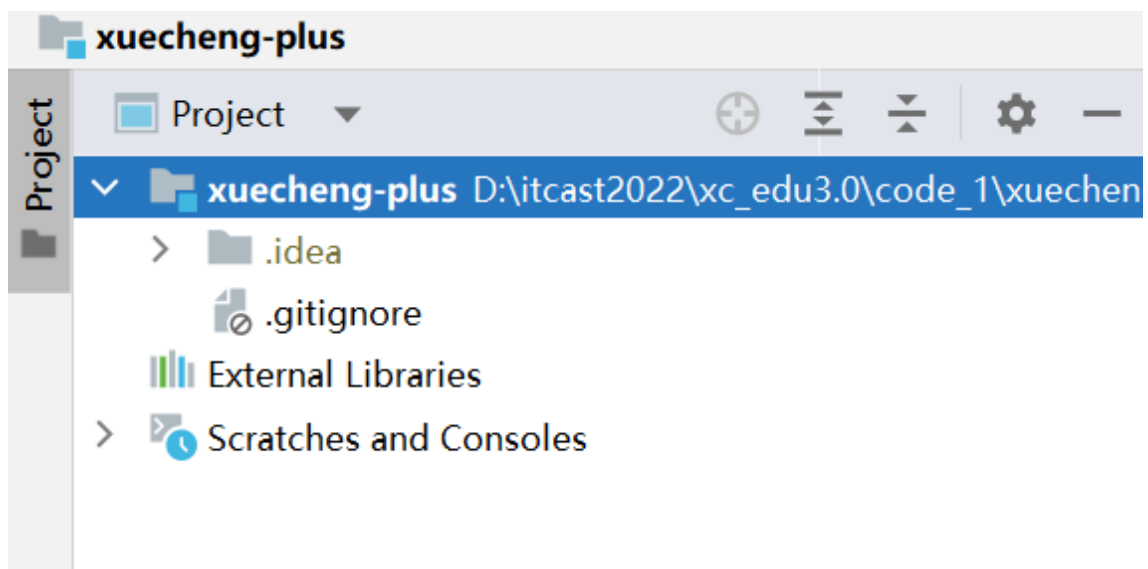 xuecheng-plus
Project
Project
xuecheng-plus D:\itcast2022\xc_edu3.0\code_1\xuechen
.idea
.gitignore
External Libraries
Scratches and Consoles